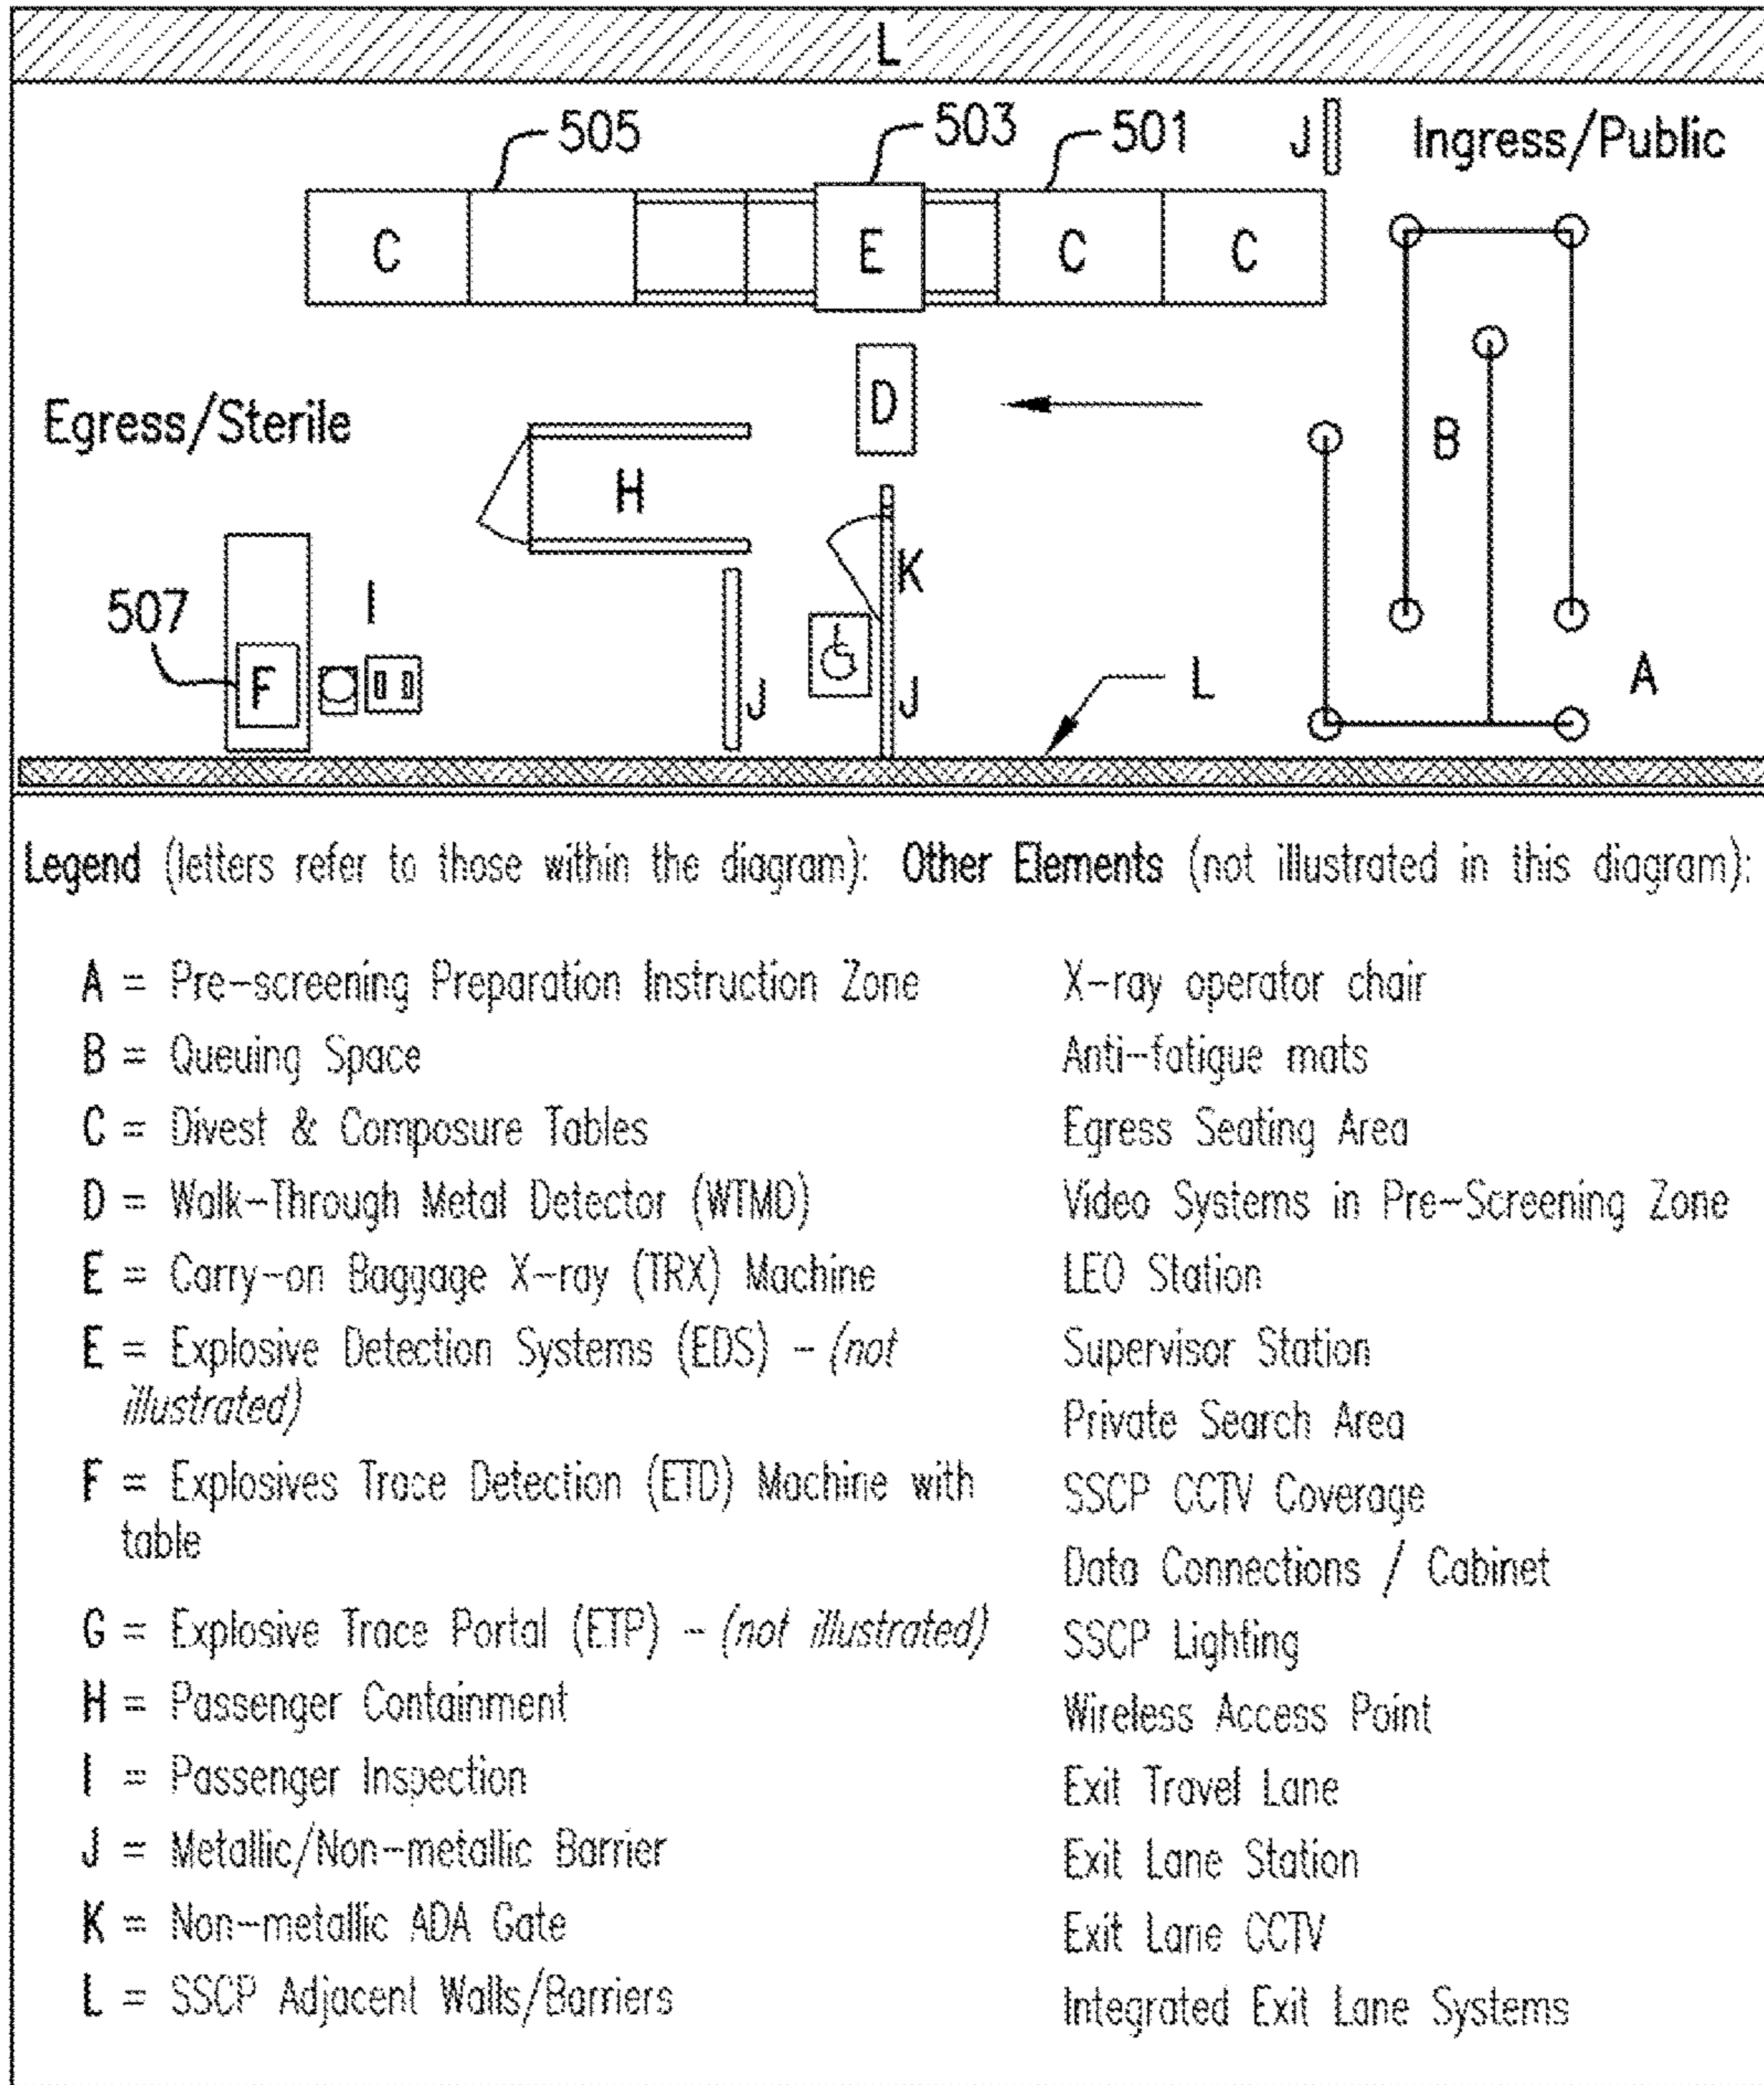 L
505
503
501
J
Ingress/Public
C
E
C
C
D
B
Egress/Sterile
H
K
I
507
F
J
J
L
A
Legend (letters refer to those within the diagram):
A = Pre-screening Preparation Instruction Zone
B = Queuing Space
C = Divest & Composure Tables
D = Walk-Through Metal Detector (WTMD)
E = Carry-on Baggage X-ray (TRX) Machine
E = Explosive Detection Systems (EDS) - (not
illustrated)
F = Explosives Trace Detection (ETD) Machine with
table
G = Explosive Trace Portal (ETP) - (not illustrated)
H = Passenger Containment
I = Passenger Inspection
J = Metallic/Non-metallic Barrier
K = Non-metallic ADA Gate
L = SSCP Adjacent Walls/Barriers
Other Elements (not illustrated in this diagram):
X-ray operator chair
Anti-fatigue mats
Egress Seating Area
Video Systems in Pre-Screening Zone
LEO Station
Supervisor Station
Private Search Area
SSCP CCTV Coverage
Data Connections / Cabinet
SSCP Lighting
Wireless Access Point
Exit Travel Lane
Exit Lane Station
Exit Lane CCTV
Integrated Exit Lane Systems